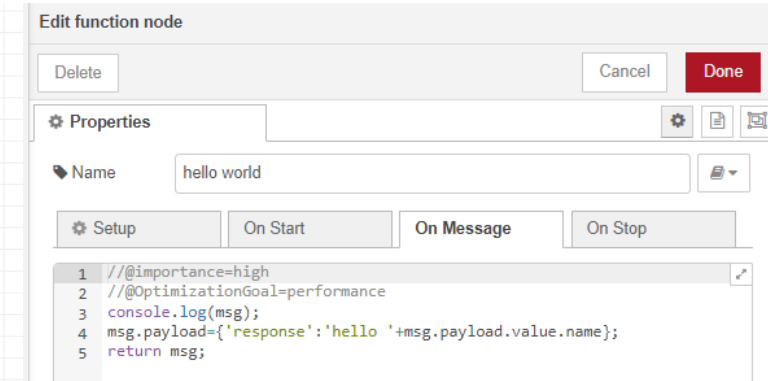 Edit function node
Delete Cancel Done
Properties
Name hello world
Setup On Start On Message On Stop
1 //@importance=high
2 //@OptimizationGoal=performance
3 console.log(msg);
4 msg.payload={'response':'hello '+msg.payload.value.name};
5 return msg;